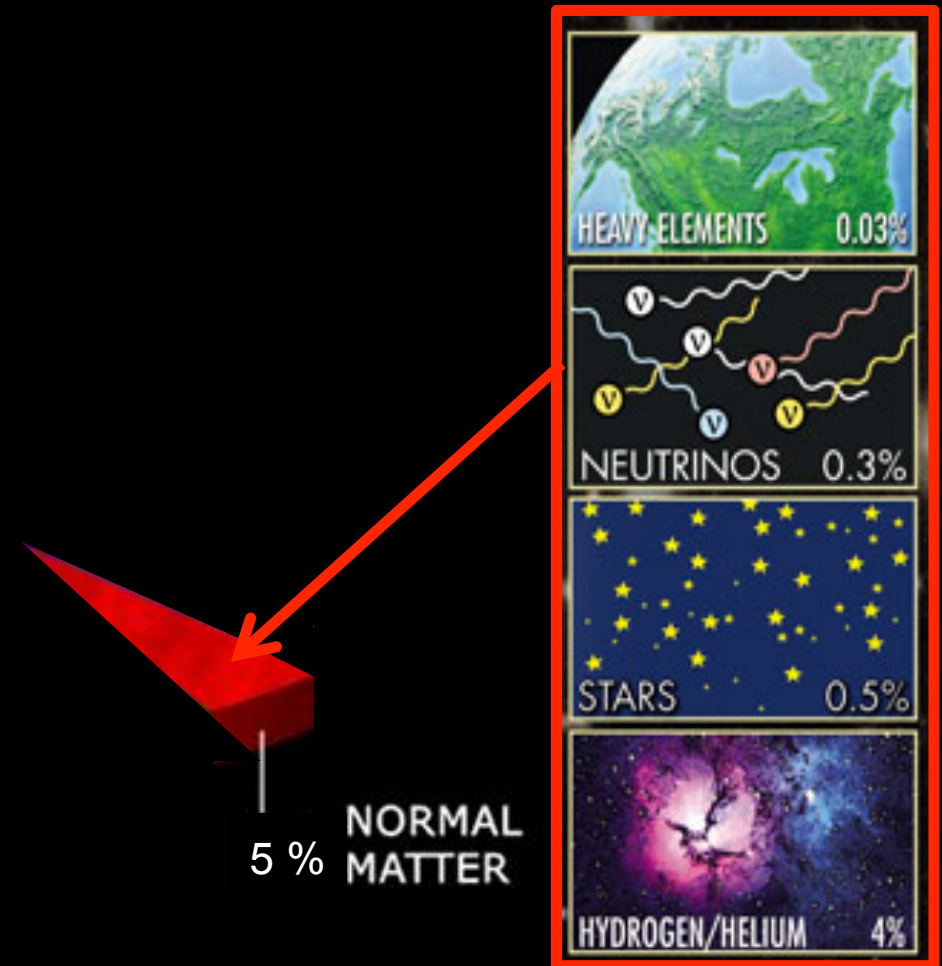 HEAVY ELEMENTS 0.03%
V
V
V
V
V
V
NEUTRINOS 0.3%
STARS 0.5%
HYDROGEN/HELIUM 4%
5 % NORMAL
MATTER